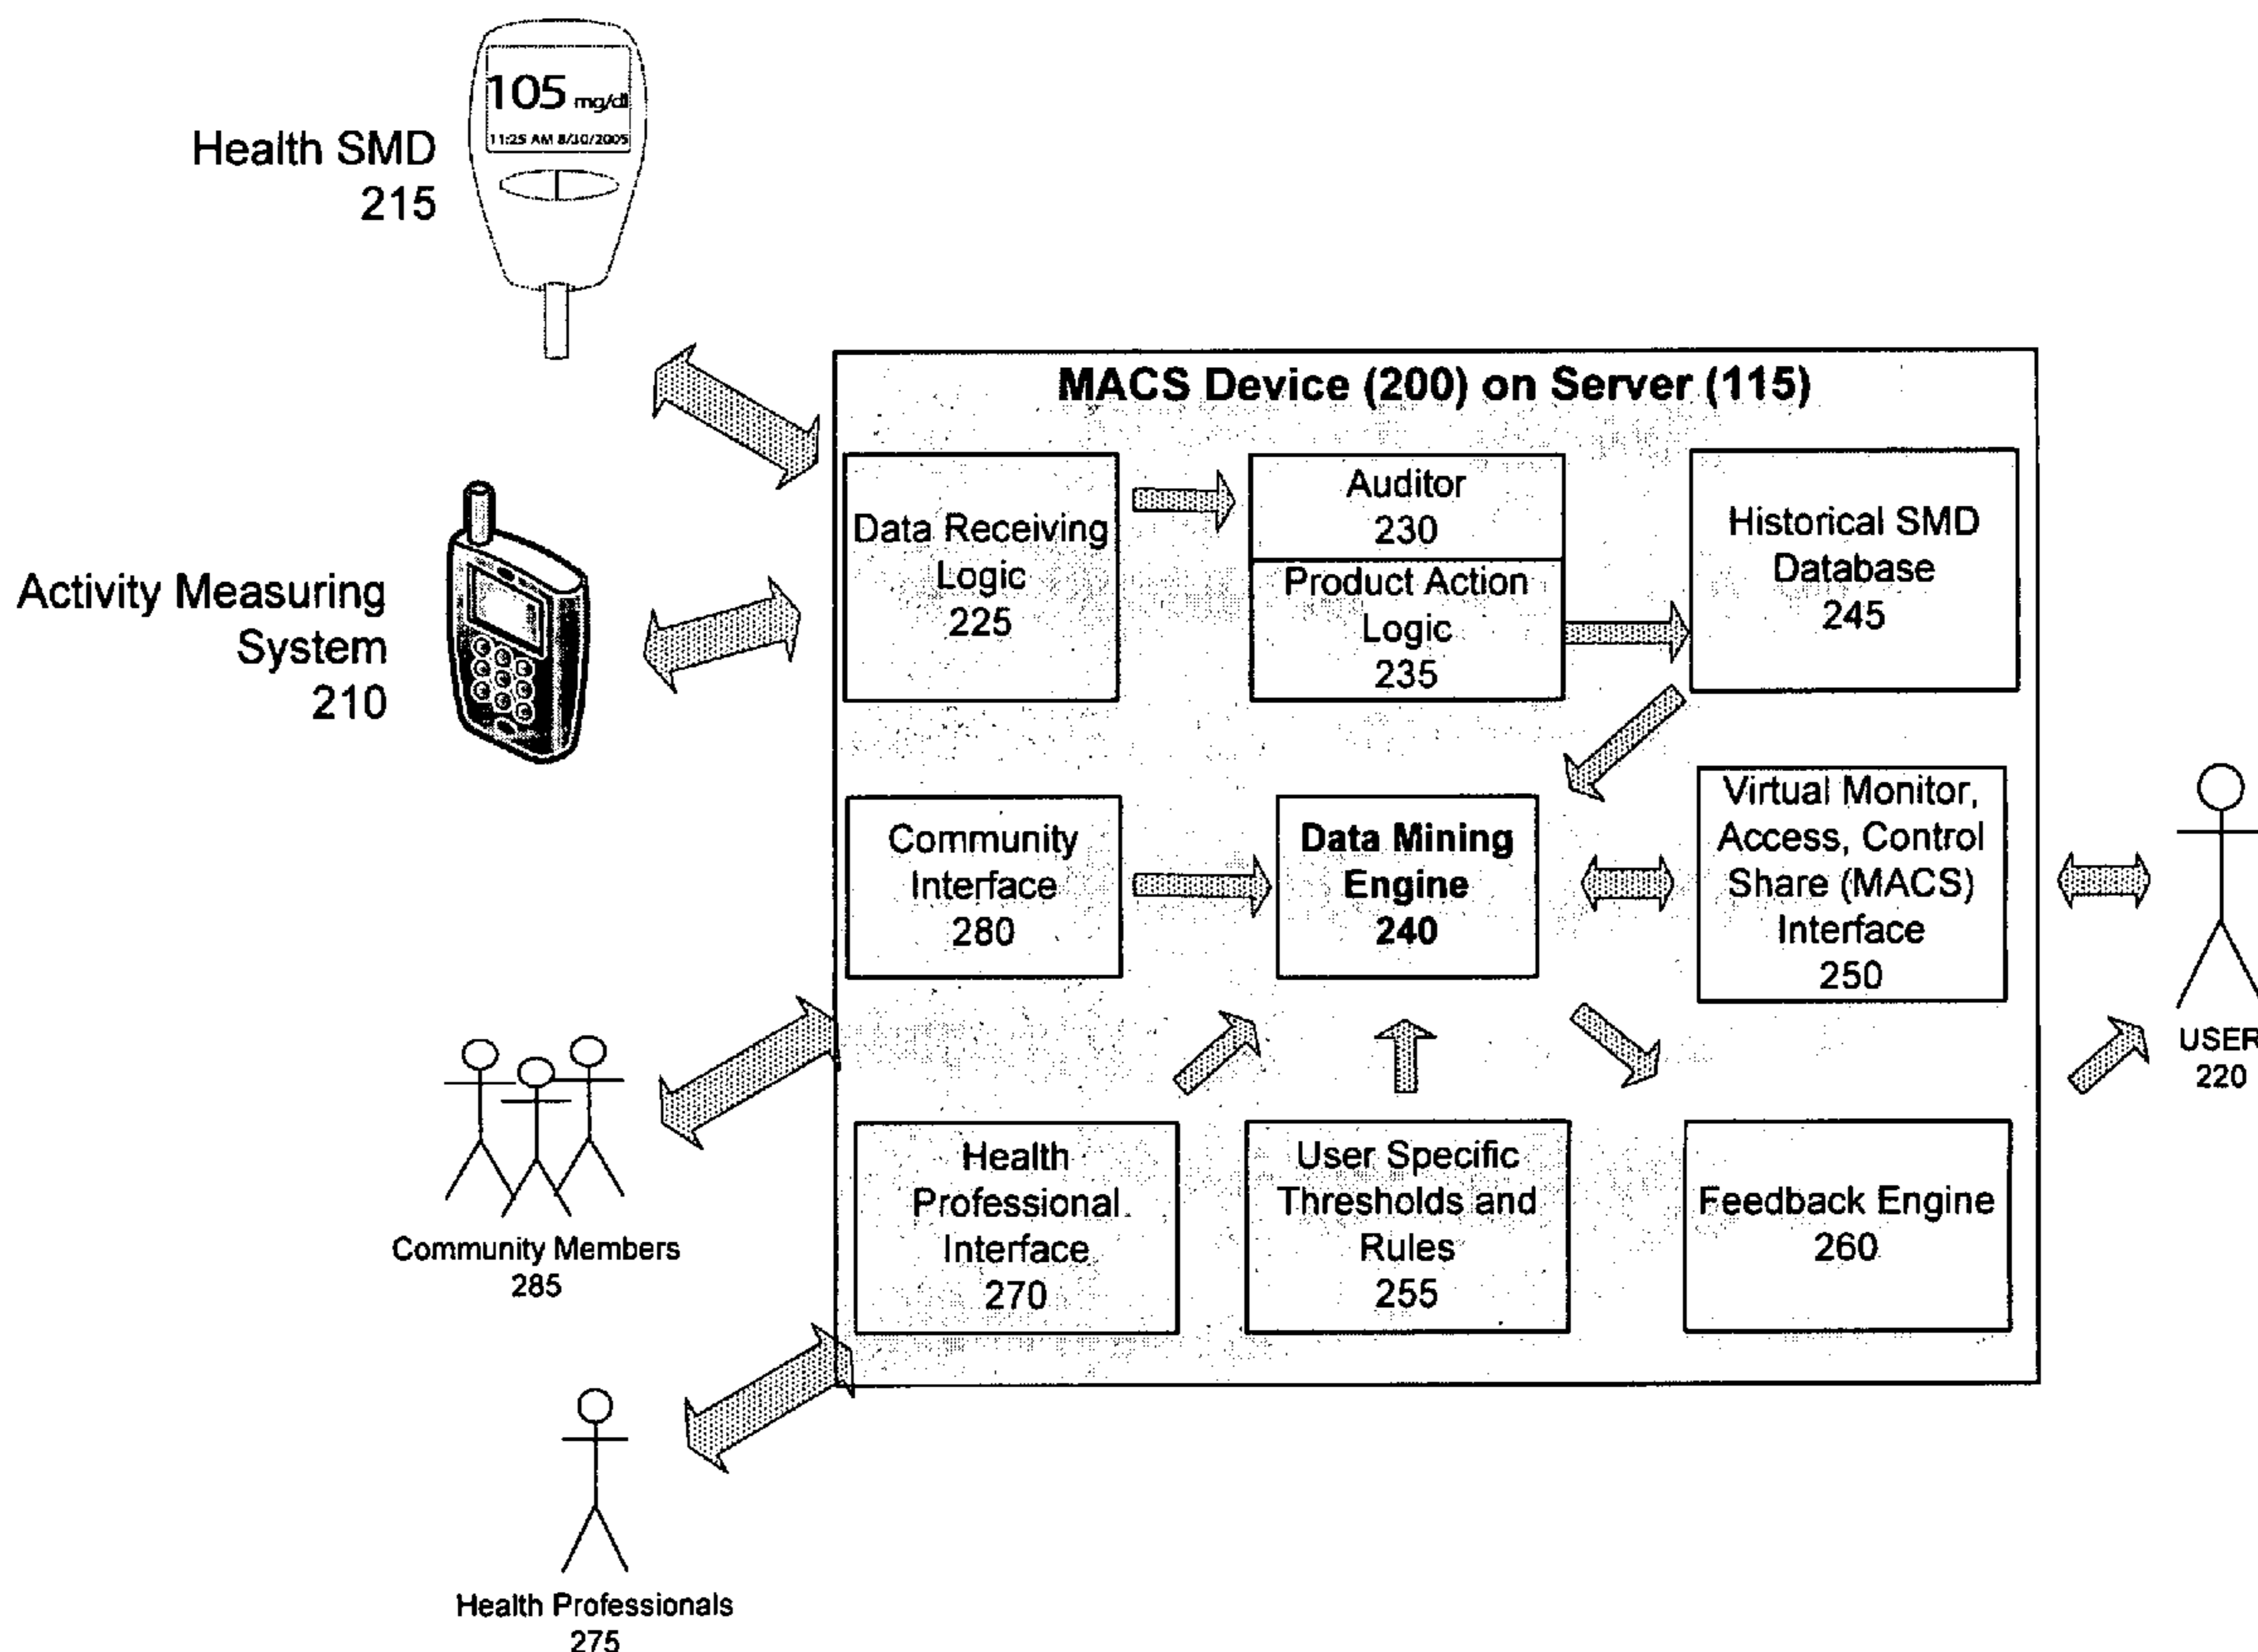 105 mg/dl
11:25 AM 8/30/2005
Health SMD
215
Activity Measuring
System
210
MACS Device (200) on Server (115)
Data Receiving
Logic
225
Auditor
230
Product Action
Logic
235
Historical SMD
Database
245
Community
Interface
280
Data Mining
Engine
240
Virtual Monitor,
Access, Control
Share (MACS)
Interface
250
USER
220
Community Members
285
Health
Professional
Interface
270
User Specific
Thresholds and
Rules
255
Feedback Engine
260
Health Professionals
275